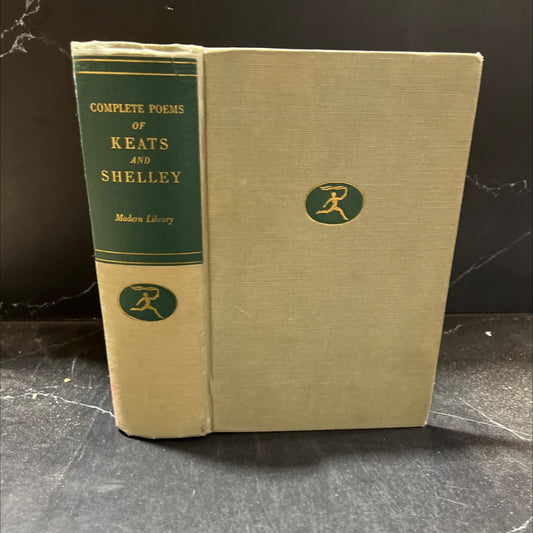 COMPLETE POEMS
OF
KEATS
AND
SHELLEY
Modern Library